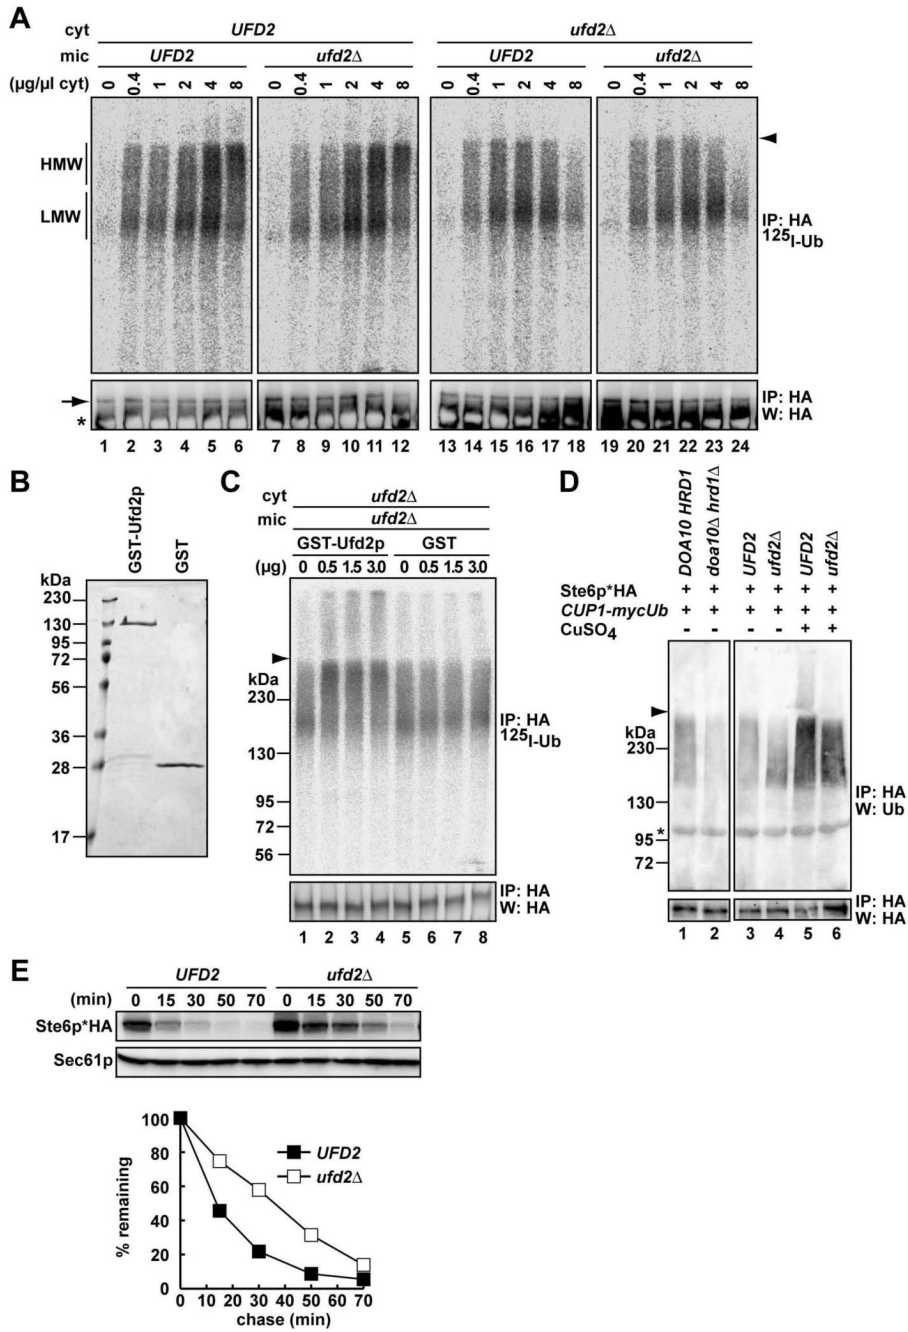 A
cyt UFD2 ufd2Δ
mic UFD2 ufd2Δ UFD2 ufd2Δ
(µg/µl cyt) 0 0.4 1 2 4 8 0 0.4 1 2 4 8 0 0.4 1 2 4 8 0 0.4 1 2 4 8
HMW
LMW
IP: HA
125I-Ub
IP: HA
W: HA
*
1 2 3 4 5 6 7 8 9 10 11 12 13 14 15 16 17 18 19 20 21 22 23 24
B
GST-Ufd2p
GST
kDa
230
130
95
72
56
36
28
17
C
cyt ufd2Δ
mic ufd2Δ
GST-Ufd2p GST
(µg) 0 0.5 1.5 3.0 0 0.5 1.5 3.0
kDa
230
130
95
72
56
IP: HA
125I-Ub
IP: HA
W: HA
1 2 3 4 5 6 7 8
D
DOA10 HRD1
doa10Δ hrd1Δ
UFD2
ufd2Δ
UFD2
ufd2Δ
Ste6p*HA + + + + + +
CUP1-mycUb + + + + + +
CuSO4 - - - - + +
kDa
230
130
*
95
72
IP: HA
W: Ub
IP: HA
W: HA
1 2 3 4 5 6
E
UFD2 ufd2Δ
(min) 0 15 30 50 70 0 15 30 50 70
Ste6p*HA
Sec61p
% remaining
100
80
60
40
20
0
UFD2
ufd2Δ
0 10 20 30 40 50 60 70
chase (min)